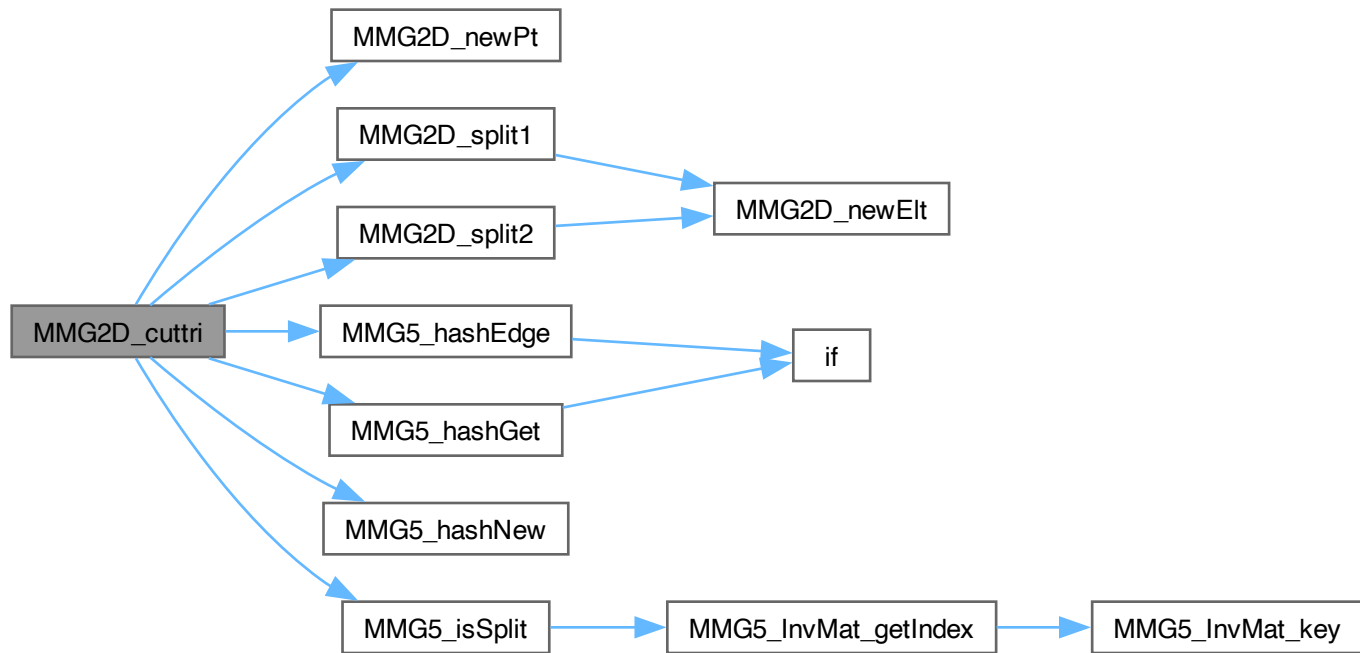 MMG2D_newPt
MMG2D_split1
MMG2D_newElt
MMG2D_split2
MMG2D_cuttri
MMG5_hashEdge
if
MMG5_hashGet
MMG5_hashNew
MMG5_isSplit
MMG5_InvMat_getIndex
MMG5_InvMat_key